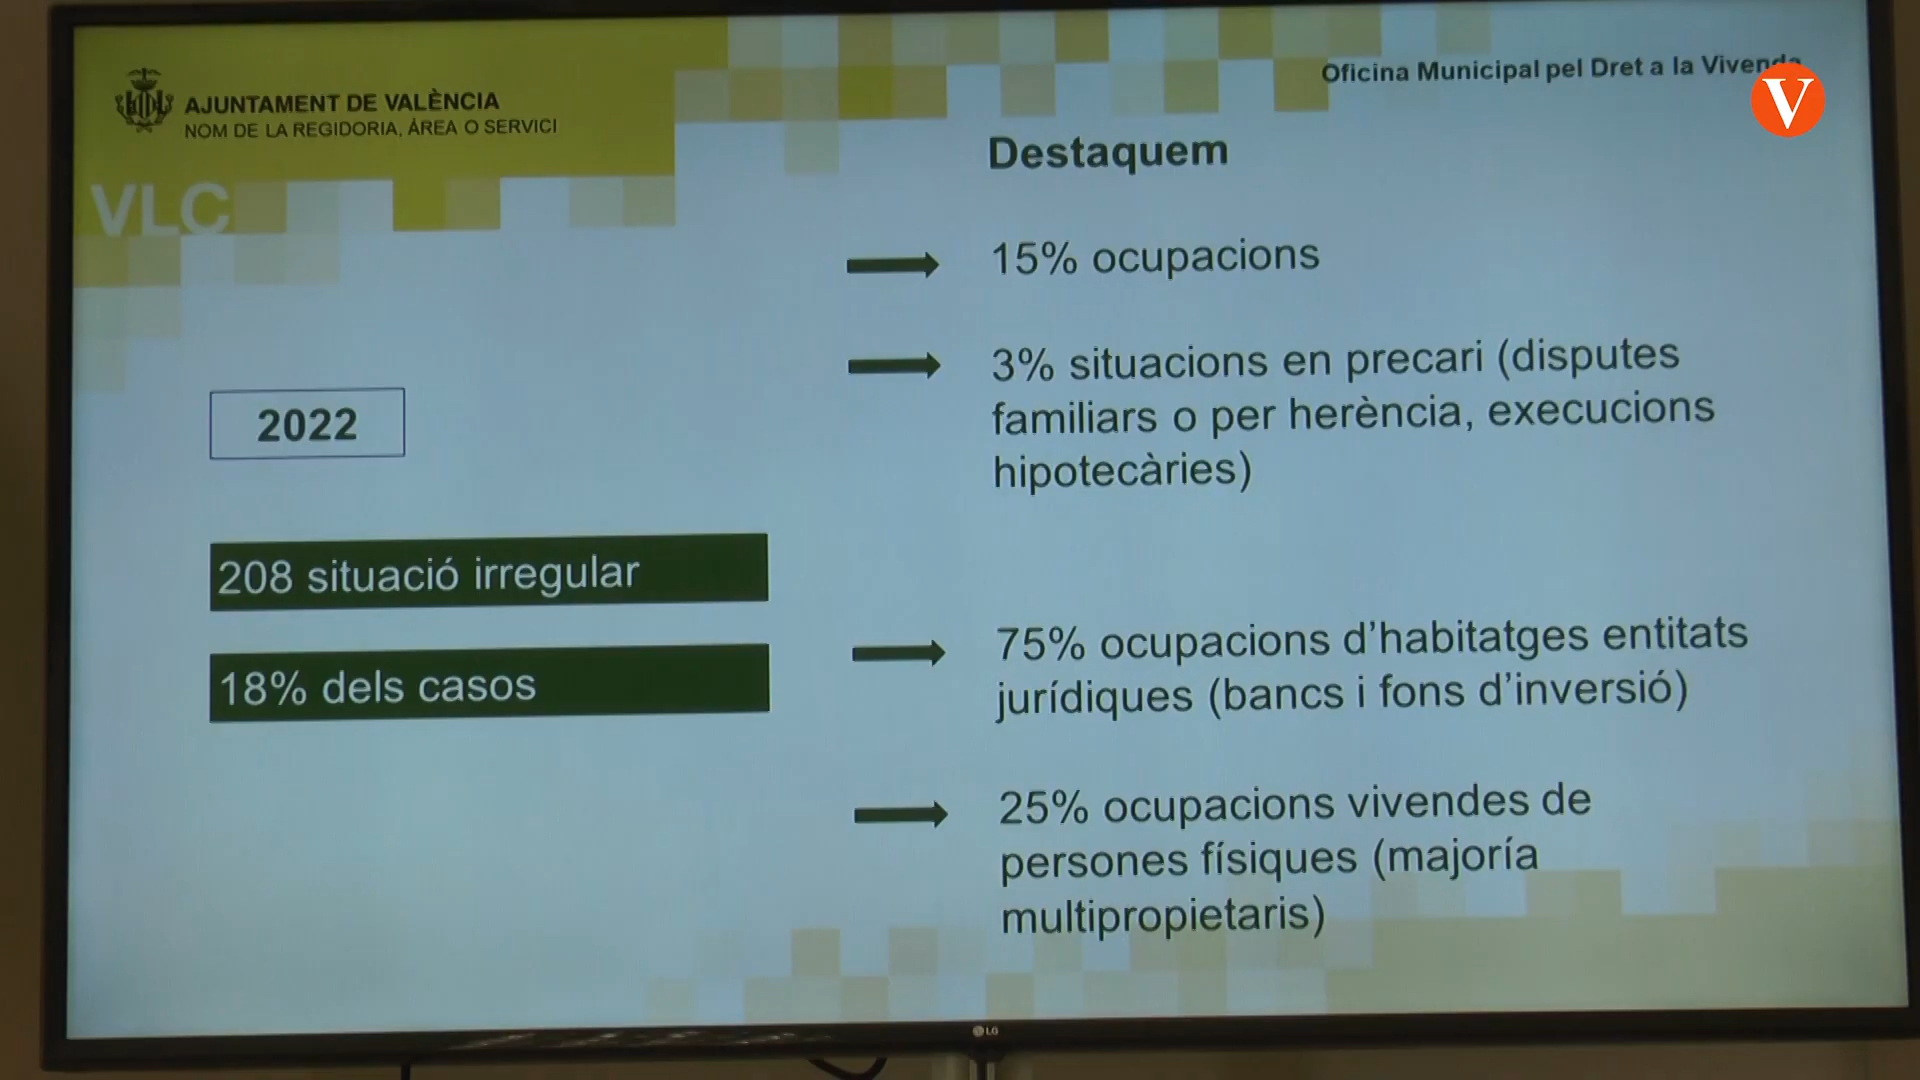 AJUNTAMENT DE VALÈNCIA
NOM DE LA REGIDORIA, ÀREA O SERVICI
VLC
Oficina Municipal pel Dret a la Vivenda
V
Destaquem
15% ocupacions
3% situacions en precari (disputes
familiars o per herència, execucions
hipotecàries)
2022
208 situació irregular
18% dels casos
75% ocupacions d’habitatges entitats
jurídiques (bancs i fons d’inversió)
25% ocupacions vivendes de
persones físiques (majoría
multipropietaris)
LG